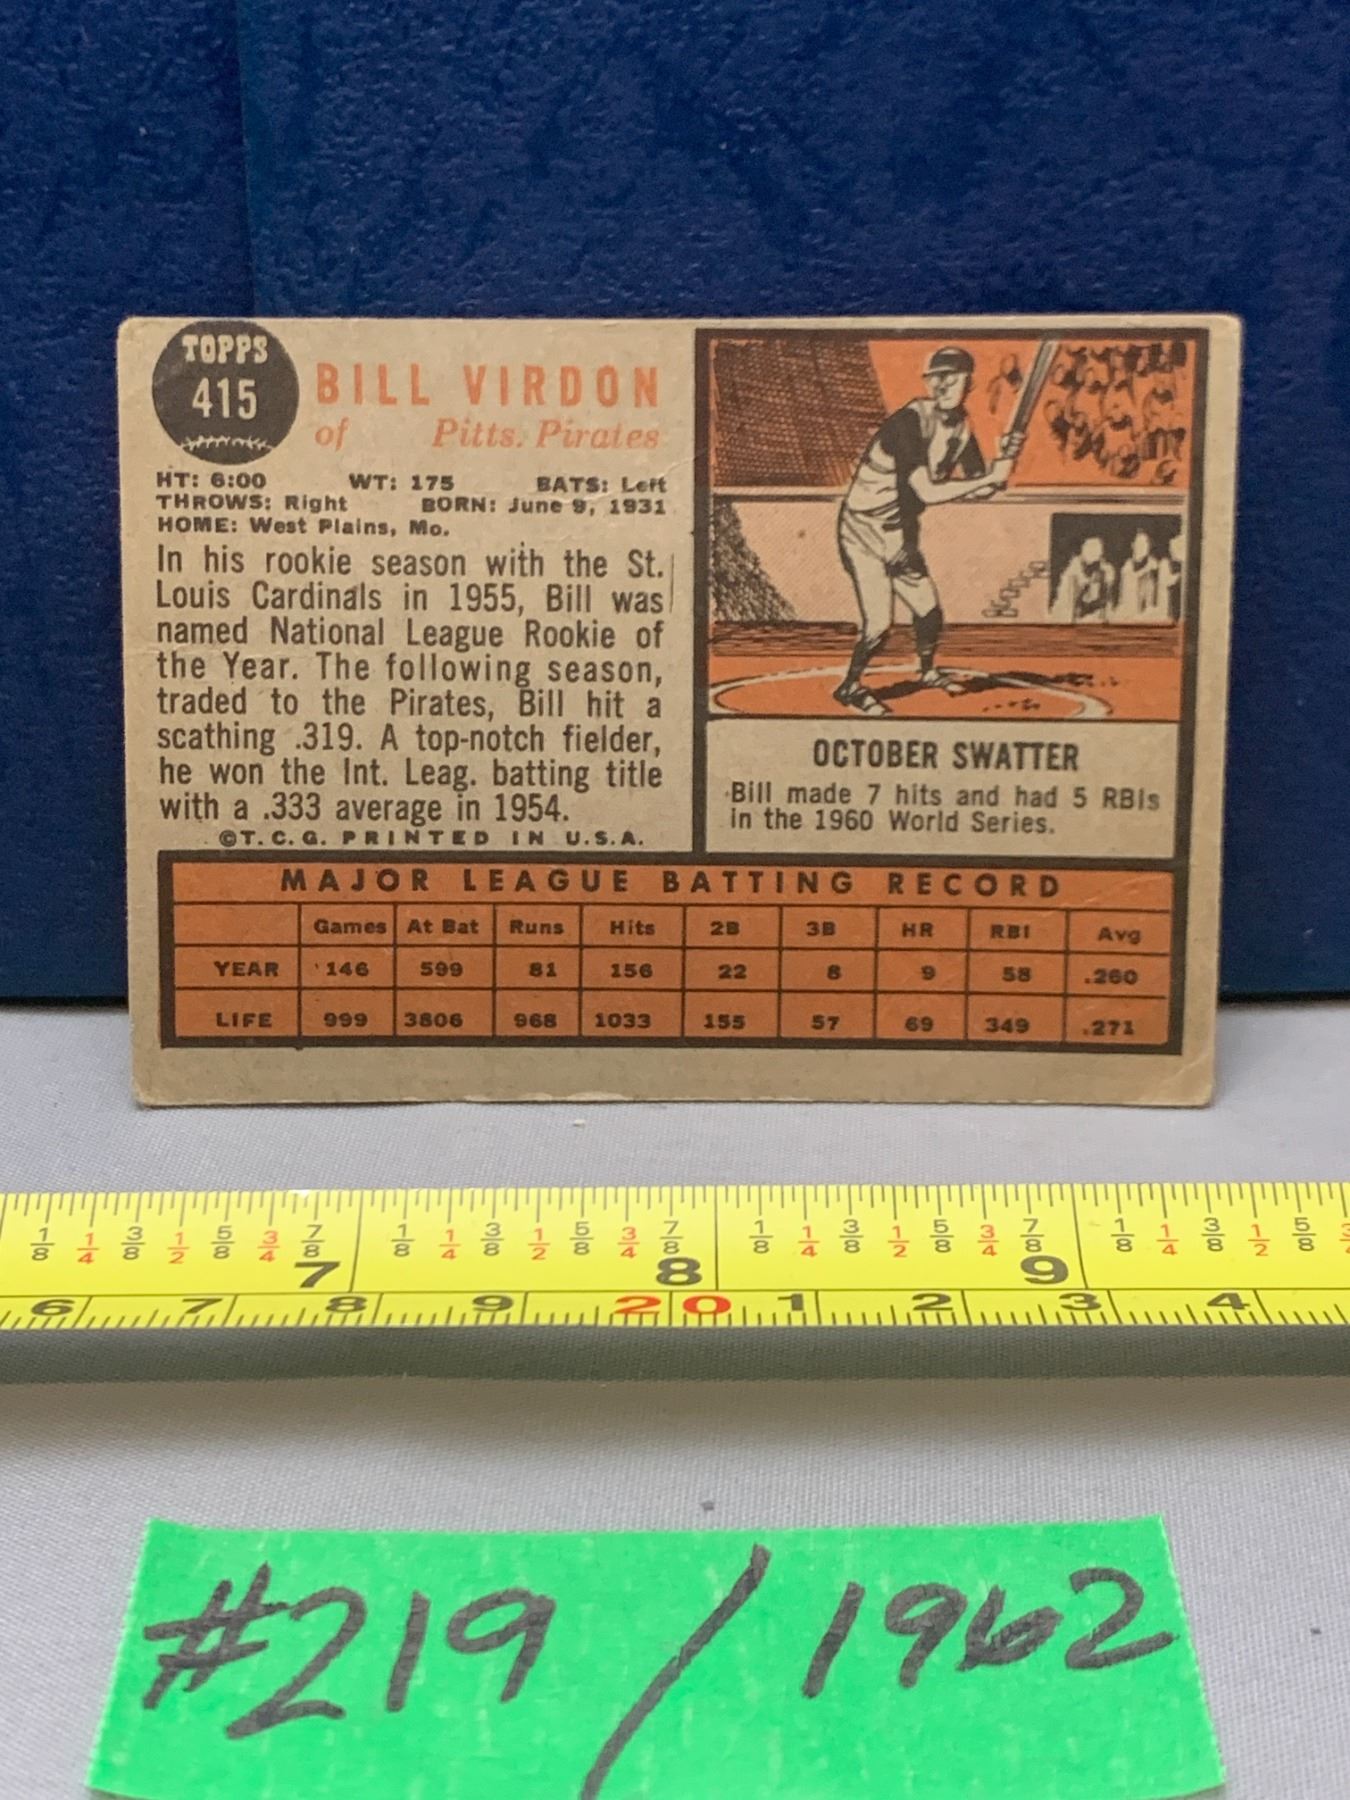 TOPPS
415
BILL VIRDON
of Pitts. Pirates
HT: 6:00 WT: 175 BATS: Left
THROWS: Right BORN: June 9, 1931
HOME: West Plains, Mo.
In his rookie season with the St.
Louis Cardinals in 1955, Bill was
named National League Rookie of
the Year. The following season,
traded to the Pirates, Bill hit a
scathing .319. A top-notch fielder,
he won the Int. Leag. batting title
with a .333 average in 1954.
©T.C.G. PRINTED IN U.S.A.
OCTOBER SWATTER
Bill made 7 hits and had 5 RBIs
in the 1960 World Series.
MAJOR LEAGUE BATTING RECORD
Games At Bat Runs Hits 2B 3B HR RBI Avg
YEAR 146 599 81 156 22 8 9 58 .260
LIFE 999 3806 968 1033 155 57 69 349 .271
1/8 1/4 3/8 1/2 5/8 3/4 7/8 1/8 1/4 3/8 1/2 5/8 3/4 7/8 1/8 1/4 3/8 1/2 5/8 3/4 7/8 1/8 1/4 3/8 1/2 5/8 3/4
7 8 9
6 7 8 9 20 1 2 3 4
#219 / 1962